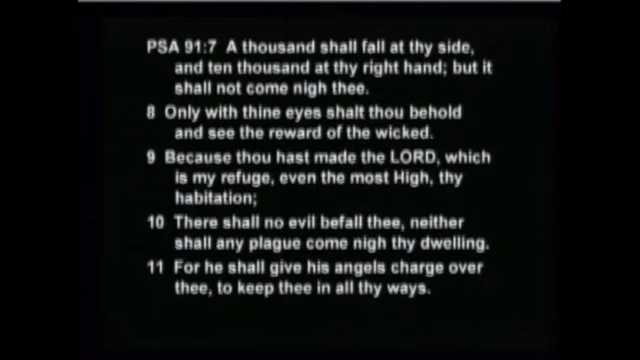 PSA 91:7 A thousand shall fall at thy side,
and ten thousand at thy right hand; but it
shall not come nigh thee.
8 Only with thine eyes shalt thou behold
and see the reward of the wicked.
9 Because thou hast made the LORD, which
is my refuge, even the most High, thy
habitation;
10 There shall no evil befall thee, neither
shall any plague come nigh thy dwelling.
11 For he shall give his angels charge over
thee, to keep thee in all thy ways.